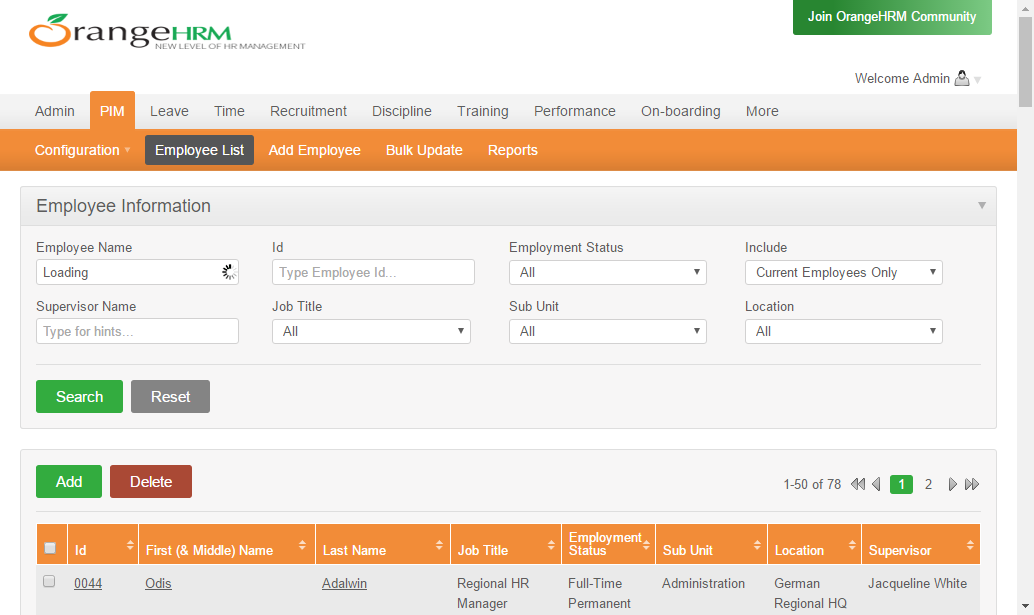 OrangeHRM
NEW LEVEL OF HR MANAGEMENT
Join OrangeHRM Community
Welcome Admin
Admin PIM Leave Time Recruitment Discipline Training Performance On-boarding More
Configuration Employee List Add Employee Bulk Update Reports
Employee Information
Employee Name Id Employment Status Include
Loading Type Employee Id... All Current Employees Only
Supervisor Name Job Title Sub Unit Location
Type for hints... All All All
Search Reset
Add Delete 1-50 of 78 1 2
Id First (& Middle) Name Last Name Job Title Employment Status Sub Unit Location Supervisor
0044 Odis Adalwin Regional HR Full-Time Administration German Jacqueline White
Manager Permanent Regional HQ